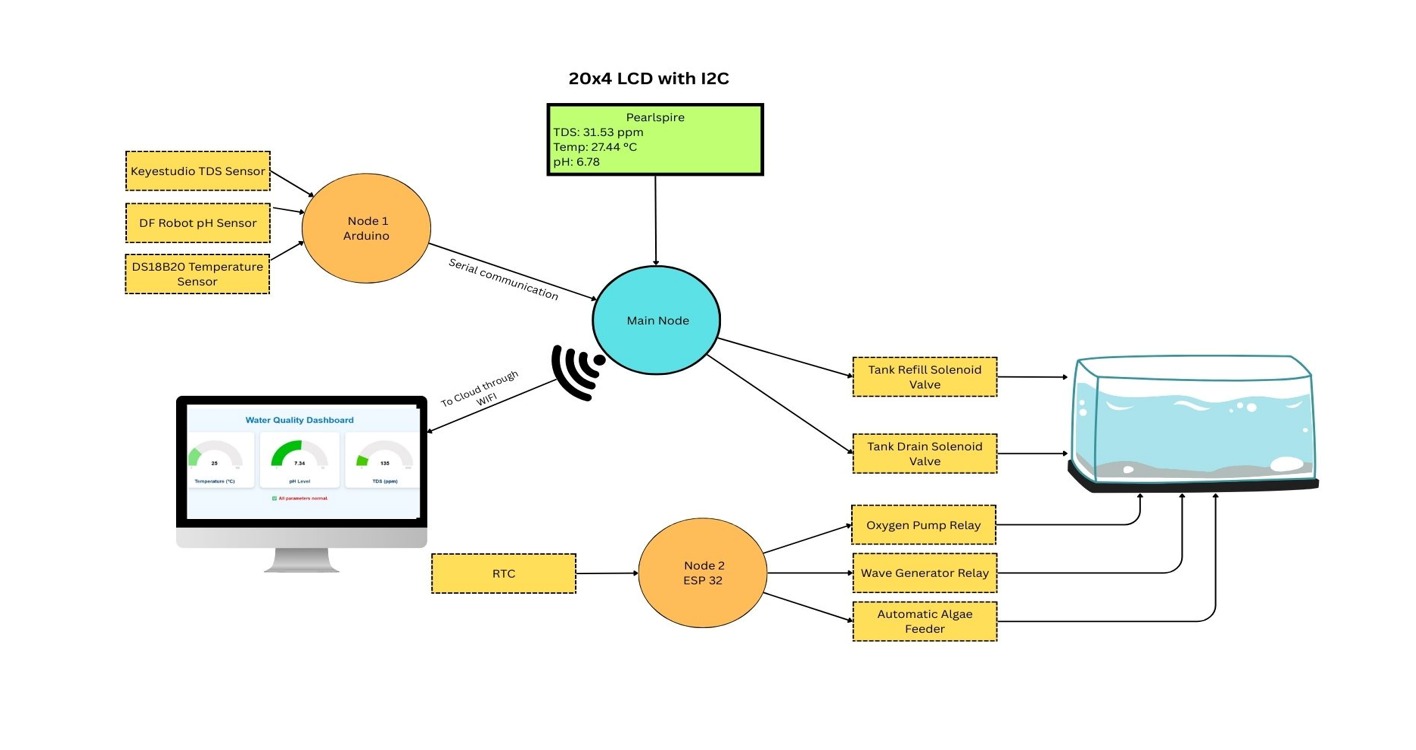 20x4 LCD with I2C
Pearlspire
TDS: 31.53 ppm
Temp: 27.44 °C
pH: 6.78
Keyestudio TDS Sensor
DF Robot pH Sensor
DS18B20 Temperature
Sensor
Node 1
Arduino
Serial communication
Main Node
To Cloud through
WIFI
Water Quality Dashboard
25
Temperature (°C)
7.34
pH Level
135
TDS (ppm)
✅ All parameters normal.
Tank Refill Solenoid
Valve
Tank Drain Solenoid
Valve
RTC
Node 2
ESP 32
Oxygen Pump Relay
Wave Generator Relay
Automatic Algae
Feeder